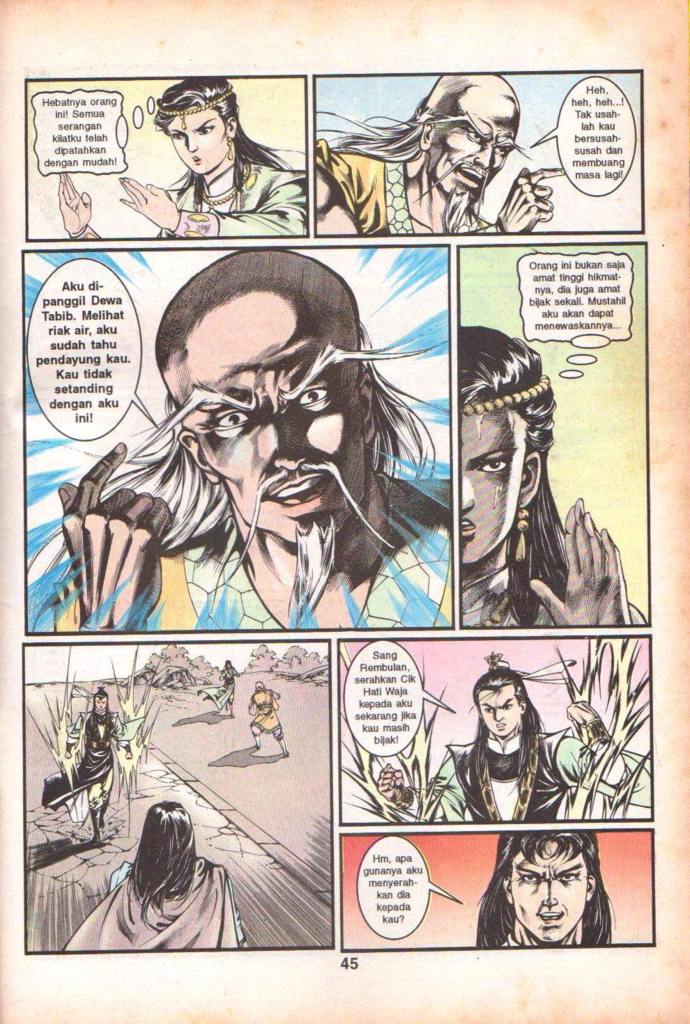 Hebatnya orang
ini! Semua
serangan
kilatku telah
dipatahkan
dengan mudah!
Heh,
heh, heh...!
Tak usah-
lah kau
bersusah-
susah dan
membuang
masa lagi!
Aku di-
panggil Dewa
Tabib. Melihat
riak air, aku
sudah tahu
pendayung kau.
Kau tidak
setanding
dengan aku
ini!
Orang ini bukan saja
amat tinggi hikmat-
nya, dia juga amat
bijak sekali. Mustahil
aku akan dapat
menewaskannya...
Sang
Rembulan,
serahkan Cik
Hati Waja
kepada aku
sekarang jika
kau masih
bijak!
Hm, apa
gunanya aku
menyerah-
kan dia
kepada
kau?
45